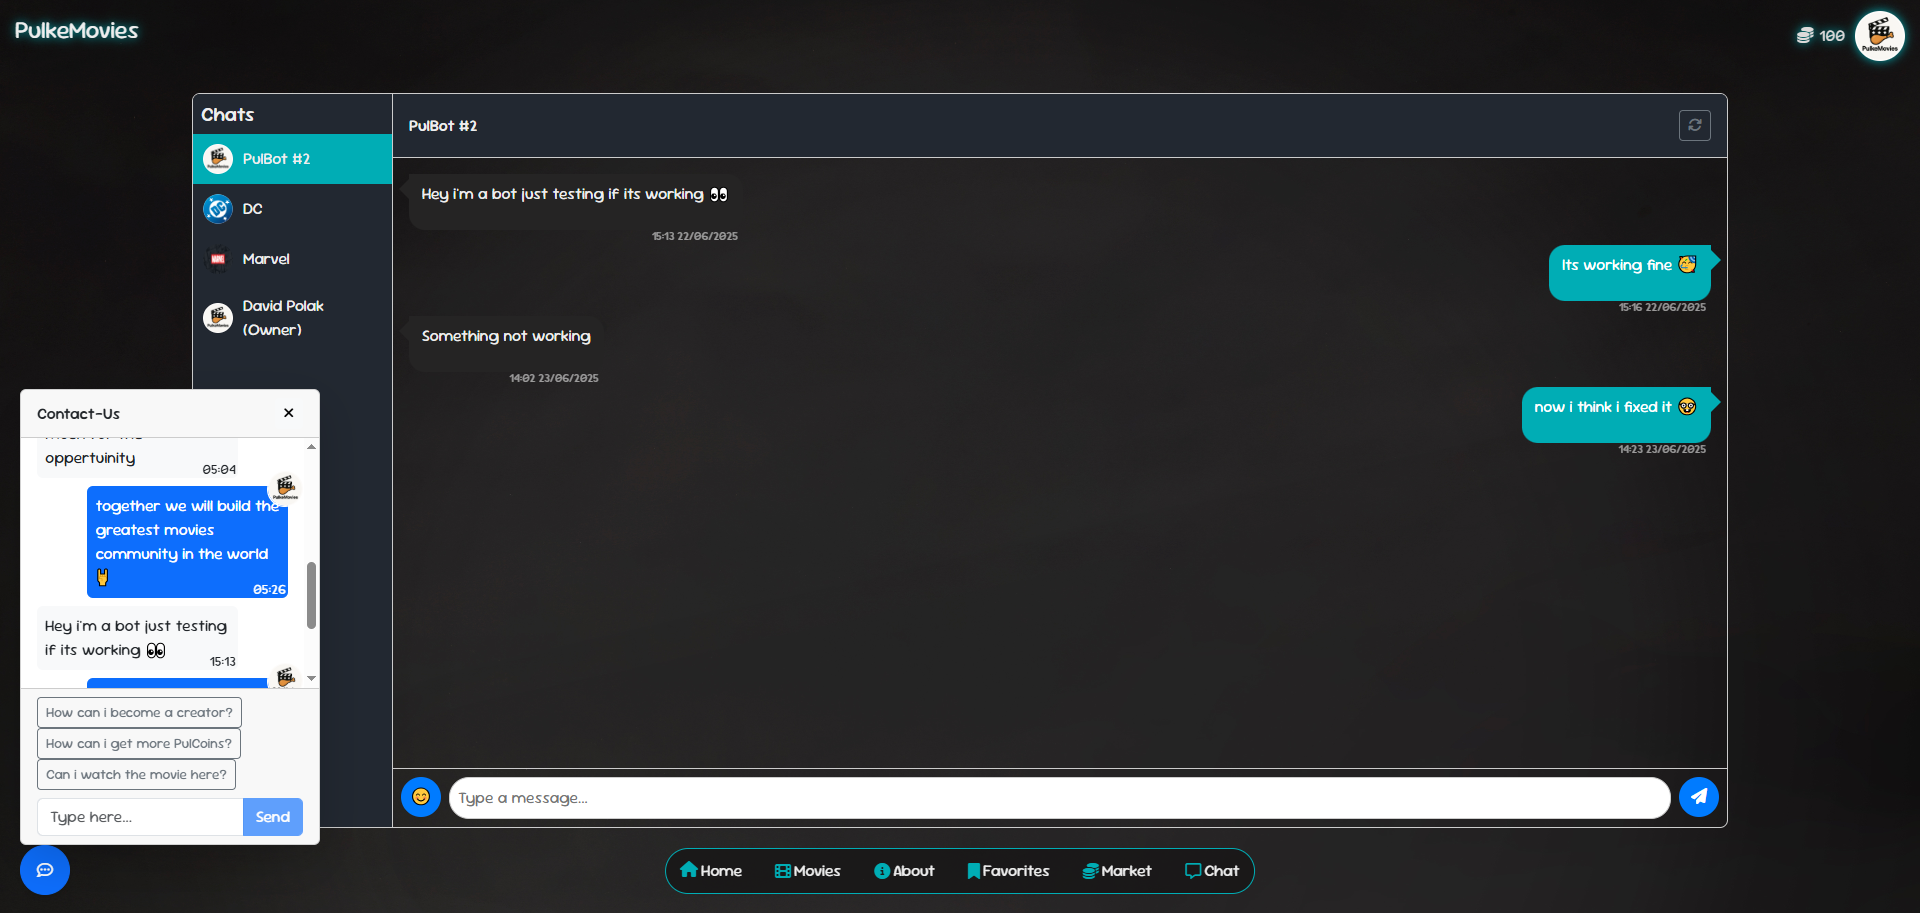 PulkeMovies
100
PulkeMovies
Chats
PulBot #2
DC
Marvel
David Polak
(Owner)
PulBot #2
Hey i'm a bot just testing if its working 👀
15:13 22/06/2025
Its working fine 🥳
15:16 22/06/2025
Something not working
14:02 23/06/2025
now i think i fixed it 🤓
14:23 23/06/2025
Type a message...
Contact-Us
oppertuinity
05:04
PulkeMovies
together we will build the
greatest movies
community in the world
🤘
05:26
Hey i'm a bot just testing
if its working 👀
15:13
How can i become a creator?
How can i get more PulCoins?
Can i watch the movie here?
Type here...
Send
Home
Movies
About
Favorites
Market
Chat